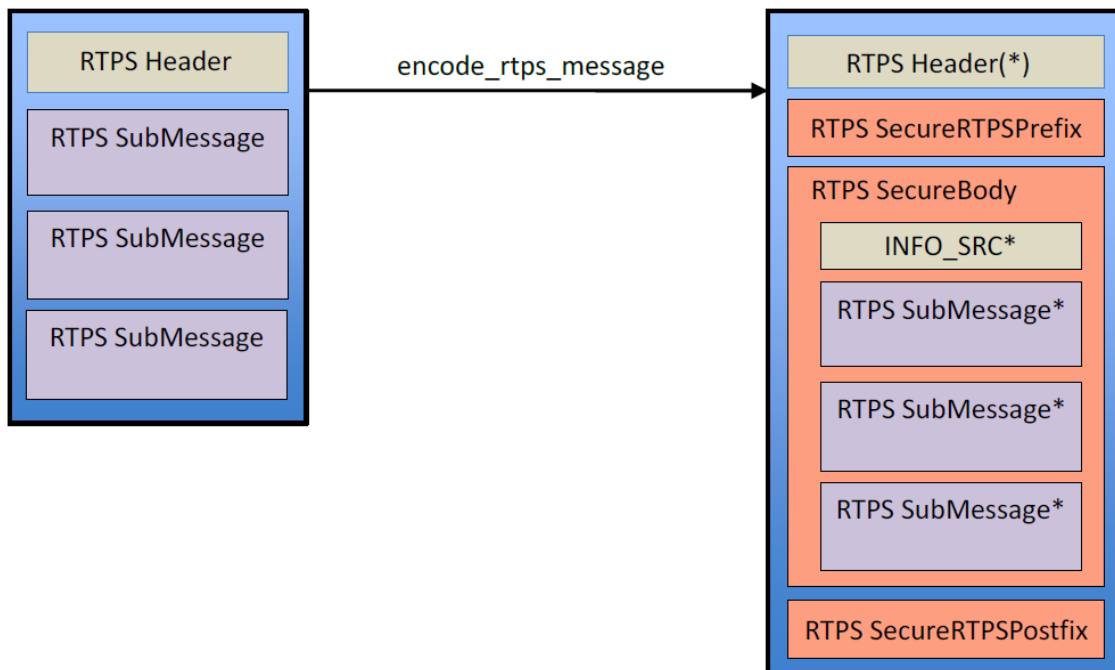 RTPS Header
RTPS SubMessage
RTPS SubMessage
RTPS SubMessage
encode_rtps_message
RTPS Header(*)
RTPS SecureRTPSPrefix
RTPS SecureBody
INFO_SRC*
RTPS SubMessage*
RTPS SubMessage*
RTPS SubMessage*
RTPS SecureRTPSPostfix